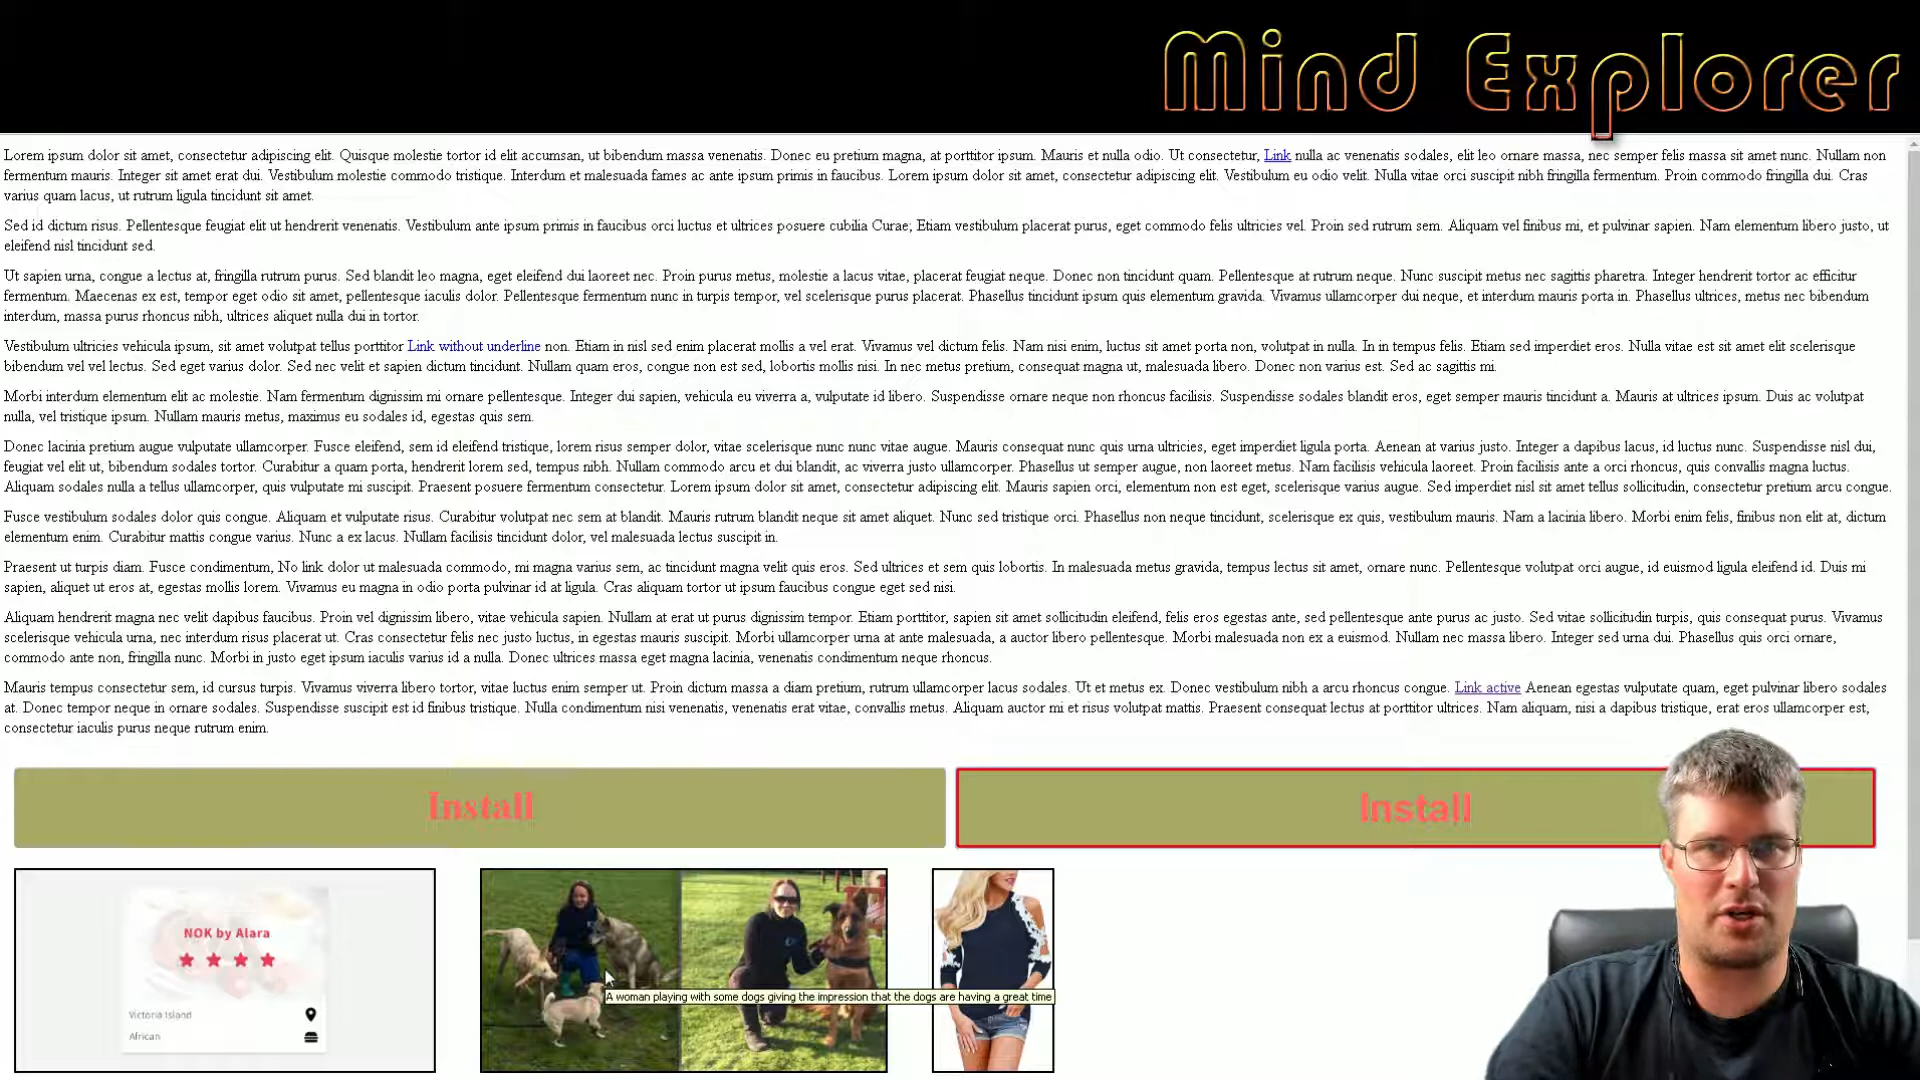 Mind Explorer
Lorem ipsum dolor sit amet, consectetur adipiscing elit. Quisque molestie tortor id elit accumsan, ut bibendum massa venenatis. Donec eu pretium magna, at porttitor ipsum. Mauris et nulla odio. Ut consectetur, Link nulla ac venenatis sodales, elit leo ornare massa, nec semper felis massa sit amet nunc. Nullam non
fermentum mauris. Integer sit amet erat dui. Vestibulum molestie commodo tristique. Interdum et malesuada fames ac ante ipsum primis in faucibus. Lorem ipsum dolor sit amet, consectetur adipiscing elit. Vestibulum eu odio velit. Nulla vitae orci suscipit nibh fringilla fermentum. Proin commodo fringilla dui. Cras
varius quam lacus, ut rutrum ligula tincidunt sit amet.
Sed id dictum risus. Pellentesque feugiat elit ut hendrerit venenatis. Vestibulum ante ipsum primis in faucibus orci luctus et ultrices posuere cubilia Curae; Etiam vestibulum placerat purus, eget commodo felis ultricies vel. Proin sed rutrum sem. Aliquam vel finibus mi, et pulvinar sapien. Nam elementum libero justo, ut
eleifend nisl tincidunt sed.
Ut sapien urna, congue a lectus at, fringilla rutrum purus. Sed blandit leo magna, eget eleifend dui laoreet nec. Proin purus metus, molestie a lacus vitae, placerat feugiat neque. Donec non tincidunt quam. Pellentesque at rutrum neque. Nunc suscipit metus nec sagittis pharetra. Integer hendrerit tortor ac efficitur
fermentum. Maecenas ex est, tempor eget odio sit amet, pellentesque iaculis dolor. Pellentesque fermentum nunc in turpis tempor, vel scelerisque purus placerat. Phasellus tincidunt ipsum quis elementum gravida. Vivamus ullamcorper dui neque, et interdum mauris porta in. Phasellus ultrices, metus nec bibendum
interdum, massa purus rhoncus nibh, ultrices aliquet nulla dui in tortor.
Vestibulum ultricies vehicula ipsum, sit amet volutpat tellus porttitor Link without underline non. Etiam in nisl sed enim placerat mollis a vel erat. Vivamus vel dictum felis. Nam nisi enim, luctus sit amet porta non, volutpat in nulla. In in tempus felis. Etiam sed imperdiet eros. Nulla vitae est sit amet elit scelerisque
bibendum vel vel lectus. Sed eget varius dolor. Sed nec velit et sapien dictum tincidunt. Nullam quam eros, congue non est sed, lobortis mollis nisi. In nec metus pretium, consequat magna ut, malesuada libero. Donec non varius est. Sed ac sagittis mi.
Morbi interdum elementum elit ac molestie. Nam fermentum dignissim mi ornare pellentesque. Integer dui sapien, vehicula eu viverra a, vulputate id libero. Suspendisse ornare neque non rhoncus facilisis. Suspendisse sodales blandit eros, eget semper mauris tincidunt a. Mauris at ultrices ipsum. Duis ac volutpat
nulla, vel tristique ipsum. Nullam mauris metus, maximus eu sodales id, egestas quis sem.
Donec lacinia pretium augue vulputate ullamcorper. Fusce eleifend, sem id eleifend tristique, lorem risus semper dolor, vitae scelerisque nunc nunc vitae augue. Mauris consequat nunc quis urna ultricies, eget imperdiet ligula porta. Aenean at varius justo. Integer a dapibus lacus, id luctus nunc. Suspendisse nisl dui,
feugiat vel elit ut, bibendum sodales tortor. Curabitur a quam porta, hendrerit lorem sed, tempus nibh. Nullam commodo arcu et dui blandit, ac viverra justo ullamcorper. Phasellus ut semper augue, non laoreet metus. Nam facilisis vehicula laoreet. Proin facilisis ante a orci rhoncus, quis convallis magna luctus.
Aliquam sodales nulla a tellus ullamcorper, quis vulputate mi suscipit. Praesent posuere fermentum consectetur. Lorem ipsum dolor sit amet, consectetur adipiscing elit. Mauris sapien orci, elementum non est eget, scelerisque varius augue. Sed imperdiet nisl sit amet tellus sollicitudin, consectetur pretium arcu congue.
Fusce vestibulum sodales dolor quis congue. Aliquam et vulputate risus. Curabitur volutpat nec sem at blandit. Mauris rutrum blandit neque sit amet aliquet. Nunc sed tristique orci. Phasellus non neque tincidunt, scelerisque ex quis, vestibulum mauris. Nam a lacinia libero. Morbi enim felis, finibus non elit at, dictum
elementum enim. Curabitur mattis congue varius. Nunc a ex lacus. Nullam facilisis tincidunt dolor, vel malesuada lectus suscipit in.
Praesent ut turpis diam. Fusce condimentum, No link dolor ut malesuada commodo, mi magna varius sem, ac tincidunt magna velit quis eros. Sed ultrices et sem quis lobortis. In malesuada metus gravida, tempus lectus sit amet, ornare nunc. Pellentesque volutpat orci augue, id euismod ligula eleifend id. Duis mi
sapien, aliquet ut eros at, egestas mollis lorem. Vivamus eu magna in odio porta pulvinar id at ligula. Cras aliquam tortor ut ipsum faucibus congue eget sed nisi.
Aliquam hendrerit magna nec velit dapibus faucibus. Proin vel dignissim libero, vitae vehicula sapien. Nullam at erat ut purus dignissim tempor. Etiam porttitor, sapien sit amet sollicitudin eleifend, felis eros egestas ante, sed pellentesque ante purus ac justo. Sed vitae sollicitudin turpis, quis consequat purus. Vivamus
scelerisque vehicula urna, nec interdum risus placerat ut. Cras consectetur felis nec justo luctus, in egestas mauris suscipit. Morbi ullamcorper urna at ante malesuada, a auctor libero pellentesque. Morbi malesuada non ex a euismod. Nullam nec massa libero. Integer sed urna dui. Phasellus quis orci ornare,
commodo ante non, fringilla nunc. Morbi in justo eget ipsum iaculis varius id a nulla. Donec ultrices massa eget magna lacinia, venenatis condimentum neque rhoncus.
Mauris tempus consectetur sem, id cursus turpis. Vivamus viverra libero tortor, vitae luctus enim semper ut. Proin dictum massa a diam pretium, rutrum ullamcorper lacus sodales. Ut et metus ex. Donec vestibulum nibh a arcu rhoncus congue. Link active Aenean egestas vulputate quam, eget pulvinar libero sodales
at. Donec tempor neque in ornare sodales. Suspendisse suscipit est id finibus tristique. Nulla condimentum nisi venenatis, venenatis erat vitae, convallis metus. Aliquam auctor mi et risus volutpat mattis. Praesent consequat lectus at porttitor ultrices. Nam aliquam, nisi a dapibus tristique, erat eros ullamcorper est,
consectetur iaculis purus neque rutrum enim.
Install
Install
NOK by Alara
Victoria Island
African
A woman playing with some dogs giving the impression that the dogs are having a great time